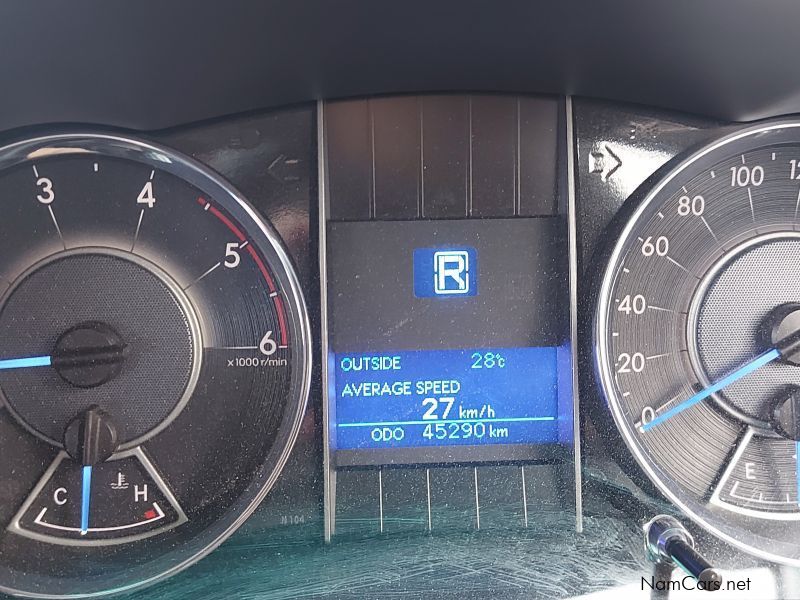 3
4
5
6
x1000 r/min
C
H
R
OUTSIDE 28°C
AVERAGE SPEED
27 km/h
ODO 45290 km
0
20
40
60
80
100
E
NamCars.net